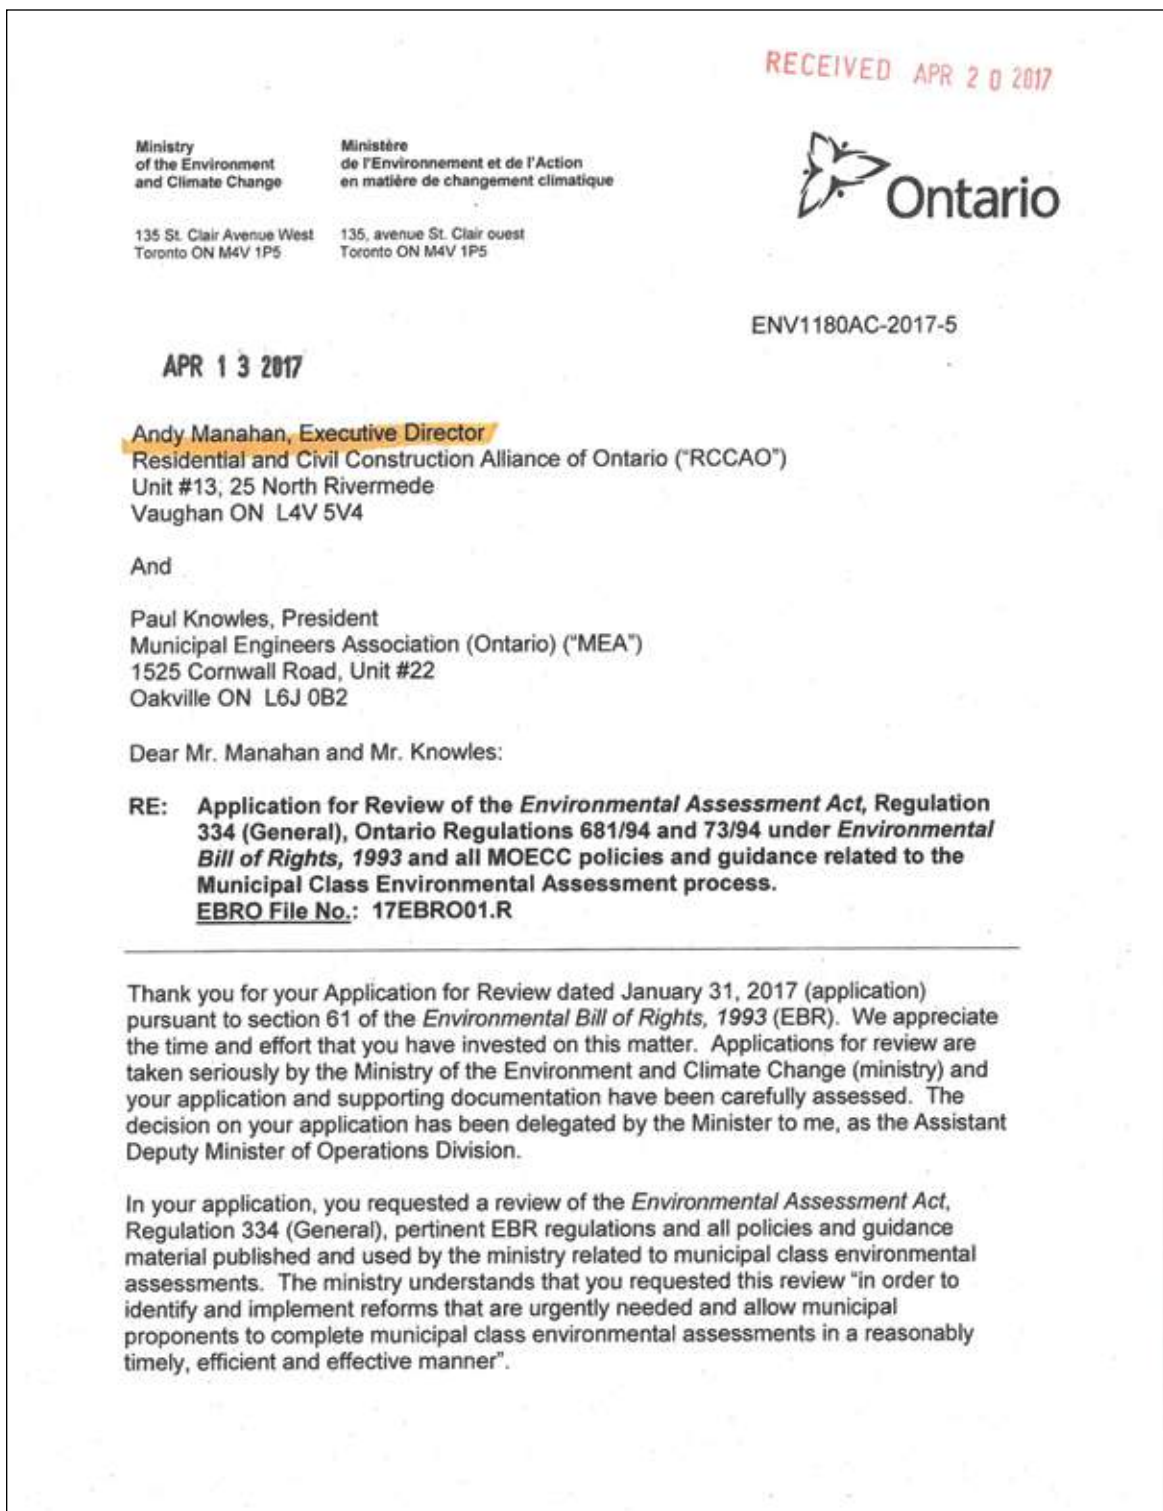 RECEIVED APR 20 2017
Ministry
of the Environment
and Climate Change
Ministère
de l'Environnement et de l'Action
en matière de changement climatique
135 St. Clair Avenue West
Toronto ON M4V 1P5
135, avenue St. Clair ouest
Toronto ON M4V 1P5
Ontario
ENV1180AC-2017-5
APR 13 2017
Andy Manahan, Executive Director
Residential and Civil Construction Alliance of Ontario ("RCCAO")
Unit #13, 25 North Rivermede
Vaughan ON L4V 5V4
And
Paul Knowles, President
Municipal Engineers Association (Ontario) ("MEA")
1525 Cornwall Road, Unit #22
Oakville ON L6J 0B2
Dear Mr. Manahan and Mr. Knowles:
RE: Application for Review of the Environmental Assessment Act, Regulation
334 (General), Ontario Regulations 681/94 and 73/94 under Environmental
Bill of Rights, 1993 and all MOECC policies and guidance related to the
Municipal Class Environmental Assessment process.
EBRO File No.: 17EBRO01.R
Thank you for your Application for Review dated January 31, 2017 (application)
pursuant to section 61 of the Environmental Bill of Rights, 1993 (EBR). We appreciate
the time and effort that you have invested on this matter. Applications for review are
taken seriously by the Ministry of the Environment and Climate Change (ministry) and
your application and supporting documentation have been carefully assessed. The
decision on your application has been delegated by the Minister to me, as the Assistant
Deputy Minister of Operations Division.
In your application, you requested a review of the Environmental Assessment Act,
Regulation 334 (General), pertinent EBR regulations and all policies and guidance
material published and used by the ministry related to municipal class environmental
assessments. The ministry understands that you requested this review "in order to
identify and implement reforms that are urgently needed and allow municipal
proponents to complete municipal class environmental assessments in a reasonably
timely, efficient and effective manner".